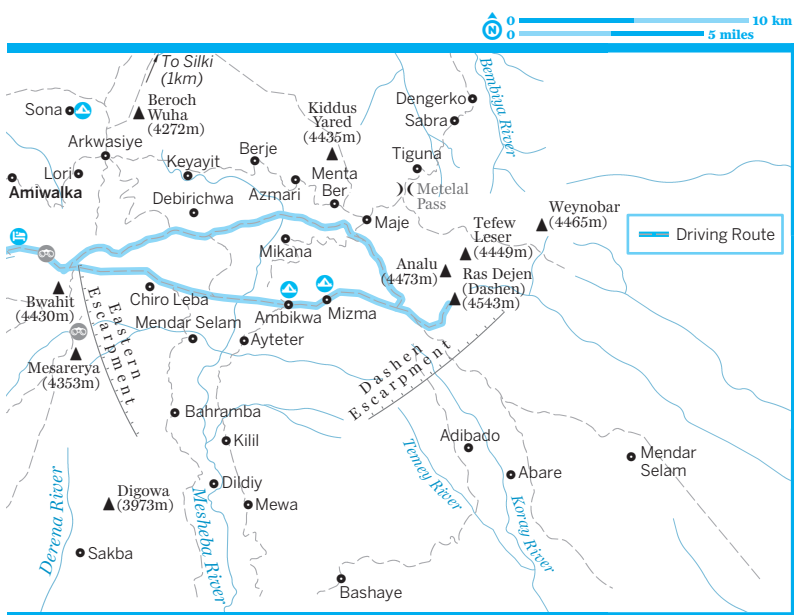 0 10 km
N
0 5 miles
To Silki
(1km)
Beroch
Wuha
(4272m)
Sona
Arkwasiye
Lori
Amiwalka
Keyayit
Berje
Debirichwa
Azmari
Kiddus
Yared
(4435m)
Menta
Ber
Dengerko
Sabra
Bembiya River
Tiguna
Metelal
Pass
Maje
Mikana
Tefew
Leser
(4449m)
Weynobar
(4465m)
Driving Route
Analu
(4473m)
Ras Dejen
(Dashen)
(4543m)
Bwahit
(4430m)
Chiro Leba
Eastern
Escarpment
Mendar Selam
Ambikwa
Mizma
Ayteter
Mesarerya
(4353m)
Dashen
Escarpment
Bahramba
Kilil
Adibado
Mendar
Selam
Abare
Dildiy
Mewa
Digowa
(3973m)
Derena River
Mesheba River
Temey River
Koray River
Sakba
Bashaye